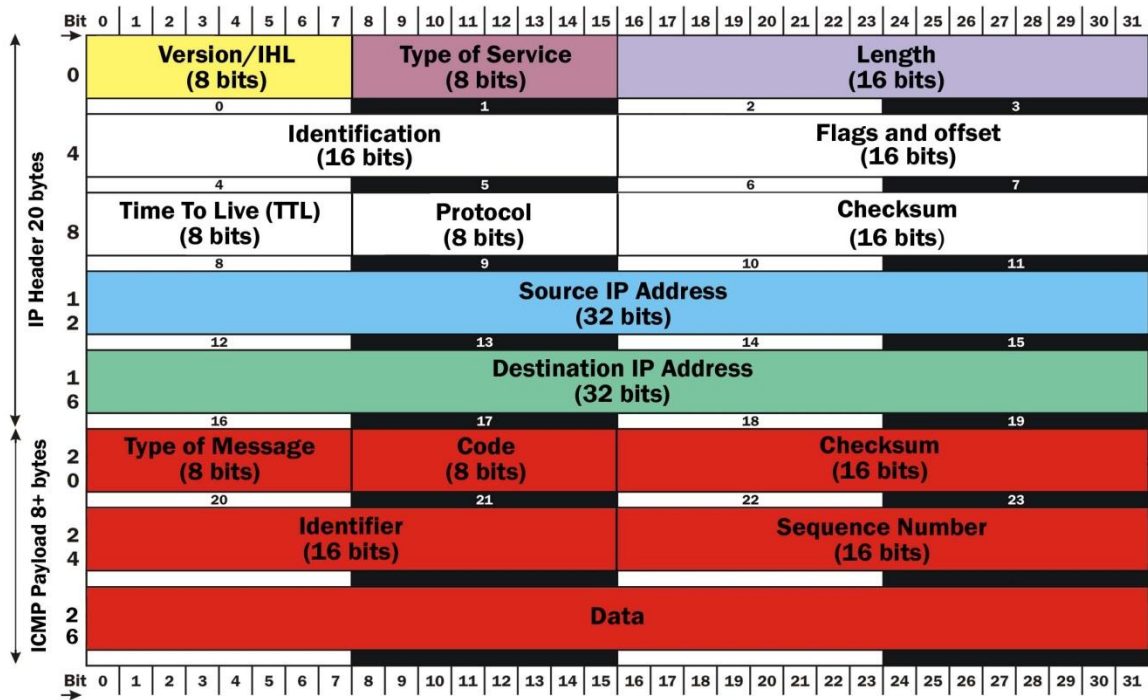 Bit 0 1 2 3 4 5 6 7 8 9 10 11 12 13 14 15 16 17 18 19 20 21 22 23 24 25 26 27 28 29 30 31
IP Header 20 bytes
0
Version/IHL
(8 bits)
Type of Service
(8 bits)
Length
(16 bits)
0 1 2 3
4
Identification
(16 bits)
Flags and offset
(16 bits)
4 5 6 7
8
Time To Live (TTL)
(8 bits)
Protocol
(8 bits)
Checksum
(16 bits)
8 9 10 11
1
2
Source IP Address
(32 bits)
12 13 14 15
1
6
Destination IP Address
(32 bits)
16 17 18 19
ICMP Payload 8+ bytes
2
0
Type of Message
(8 bits)
Code
(8 bits)
Checksum
(16 bits)
20 21 22 23
2
4
Identifier
(16 bits)
Sequence Number
(16 bits)
2
6
Data
Bit 0 1 2 3 4 5 6 7 8 9 10 11 12 13 14 15 16 17 18 19 20 21 22 23 24 25 26 27 28 29 30 31